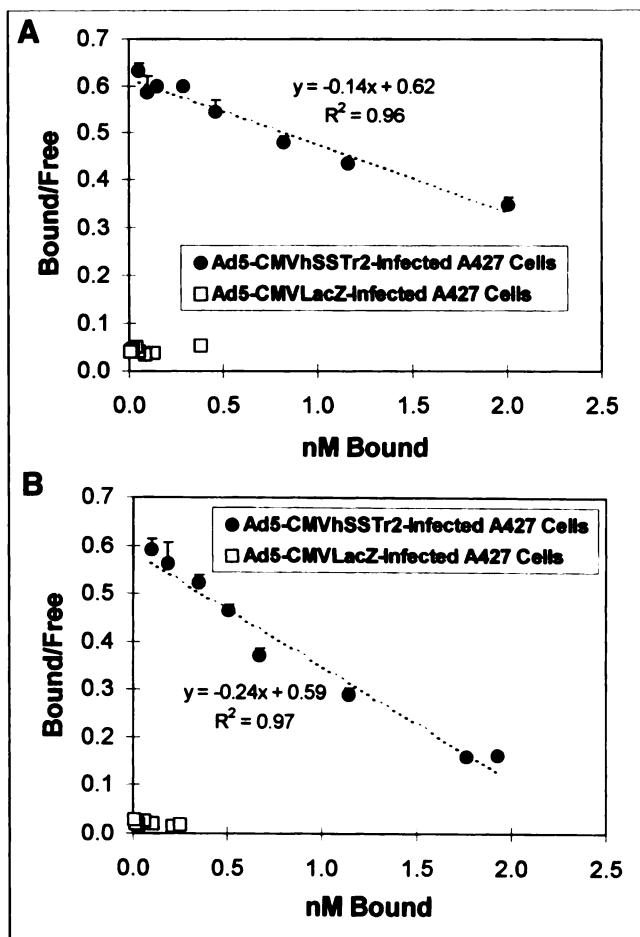 A
0.7
0.6
0.5
0.4
0.3
0.2
0.1
0.0
Bound/Free
y = -0.14x + 0.62
R² = 0.96
Ad5-CMVhSSTr2-Infected A427 Cells
Ad5-CMVLacZ-Infected A427 Cells
0.0 0.5 1.0 1.5 2.0 2.5
nM Bound
B
0.7
0.6
0.5
0.4
0.3
0.2
0.1
0.0
Bound/Free
Ad5-CMVhSSTr2-Infected A427 Cells
Ad5-CMVLacZ-Infected A427 Cells
y = -0.24x + 0.59
R² = 0.97
0.0 0.5 1.0 1.5 2.0 2.5
nM Bound